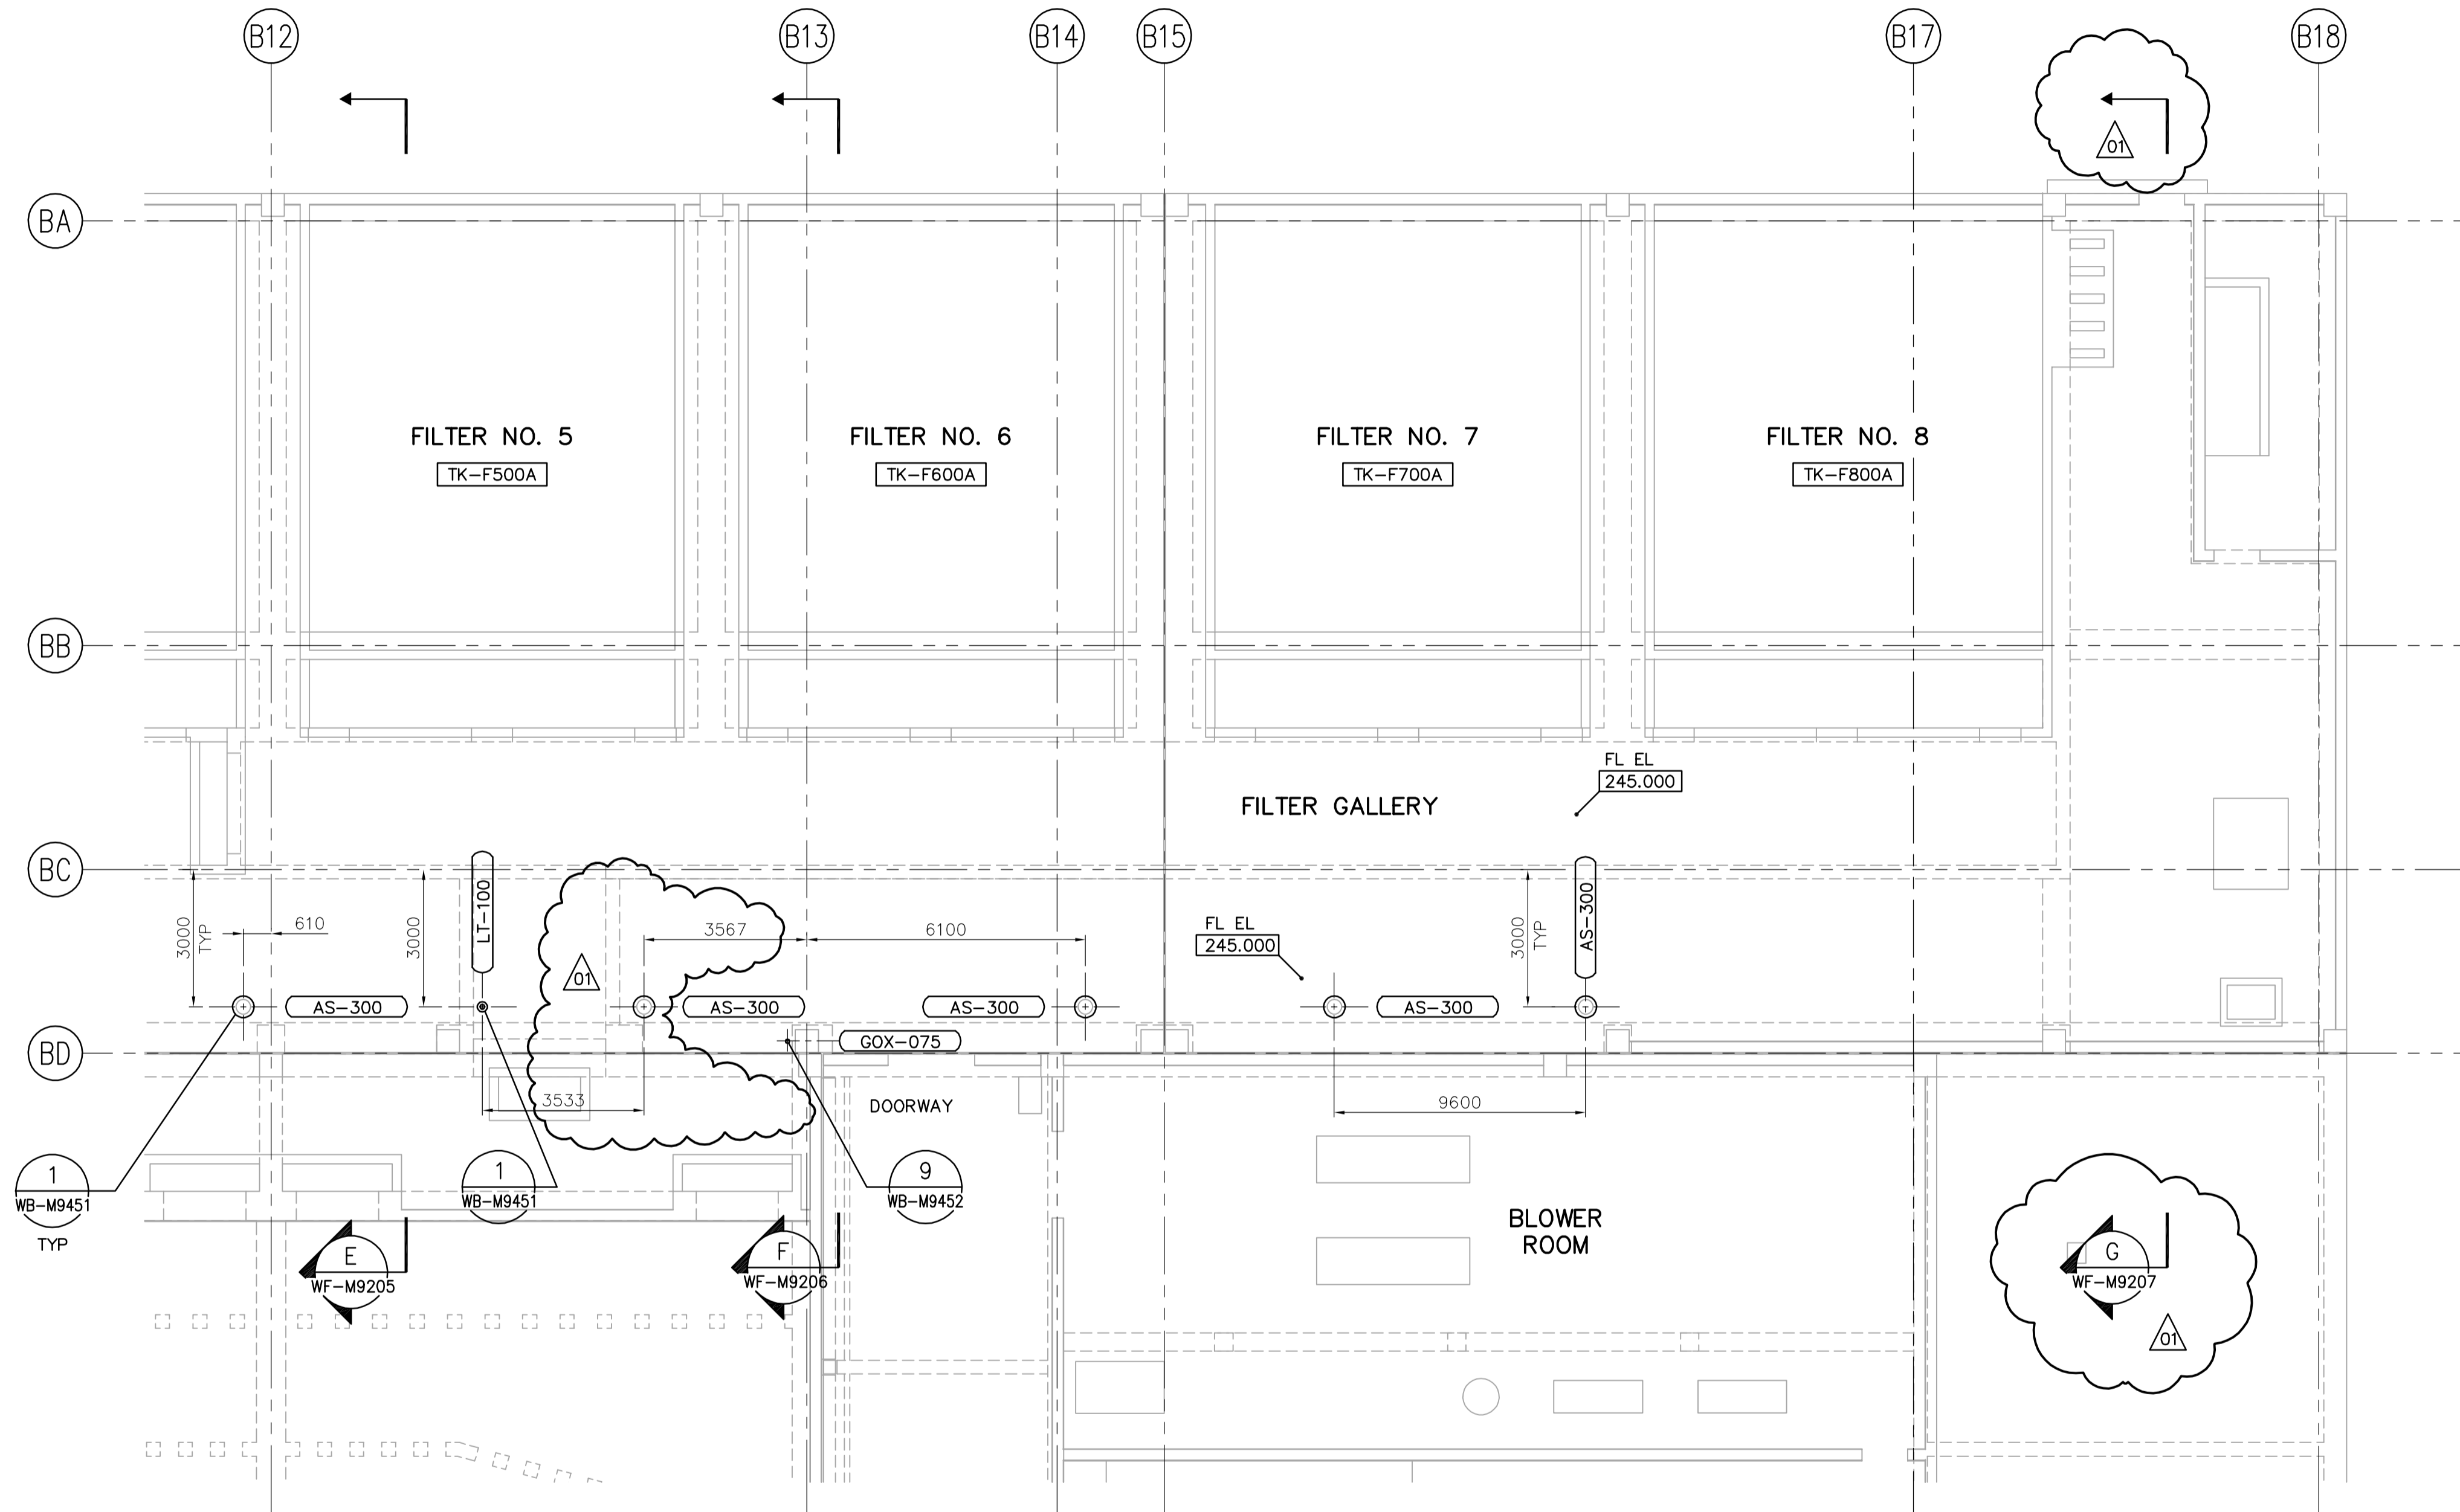 B12
B13
B14
B15
B17
B18
01
BA
FILTER NO. 5
FILTER NO. 6
FILTER NO. 7
FILTER NO. 8
TK-F500A
TK-F600A
TK-F700A
TK-F800A
BB
FL EL
245.000
FILTER GALLERY
BC
3000
TYP
610
3000
LT-100
01
3567
6100
FL EL
245.000
3000
TYP
AS-300
AS-300
AS-300
AS-300
AS-300
GOX-075
BD
3533
DOORWAY
9600
1
WB-M9451
TYP
1
WB-M9451
9
WB-M9452
BLOWER
ROOM
E
WF-M9205
F
WF-M9206
G
WF-M9207
01